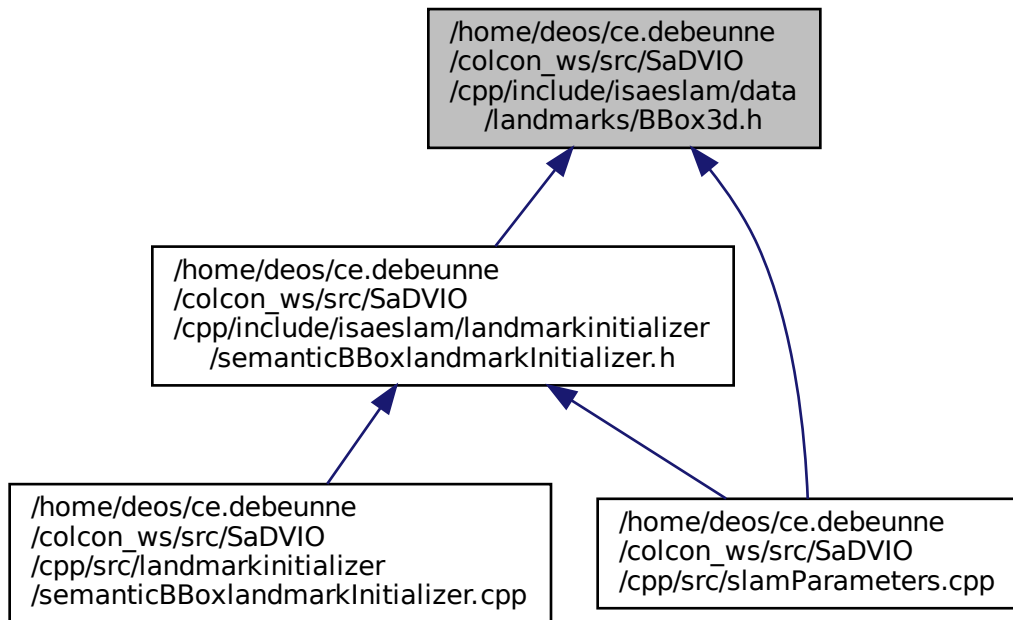 /home/deos/ce.debeunne
/colcon_ws/src/SaDVIO
/cpp/include/isaeslam/data
/landmarks/BBox3d.h
/home/deos/ce.debeunne
/colcon_ws/src/SaDVIO
/cpp/include/isaeslam/landmarkinitializer
/semanticBBoxlandmarkInitializer.h
/home/deos/ce.debeunne
/colcon_ws/src/SaDVIO
/cpp/src/landmarkinitializer
/semanticBBoxlandmarkInitializer.cpp
/home/deos/ce.debeunne
/colcon_ws/src/SaDVIO
/cpp/src/slamParameters.cpp